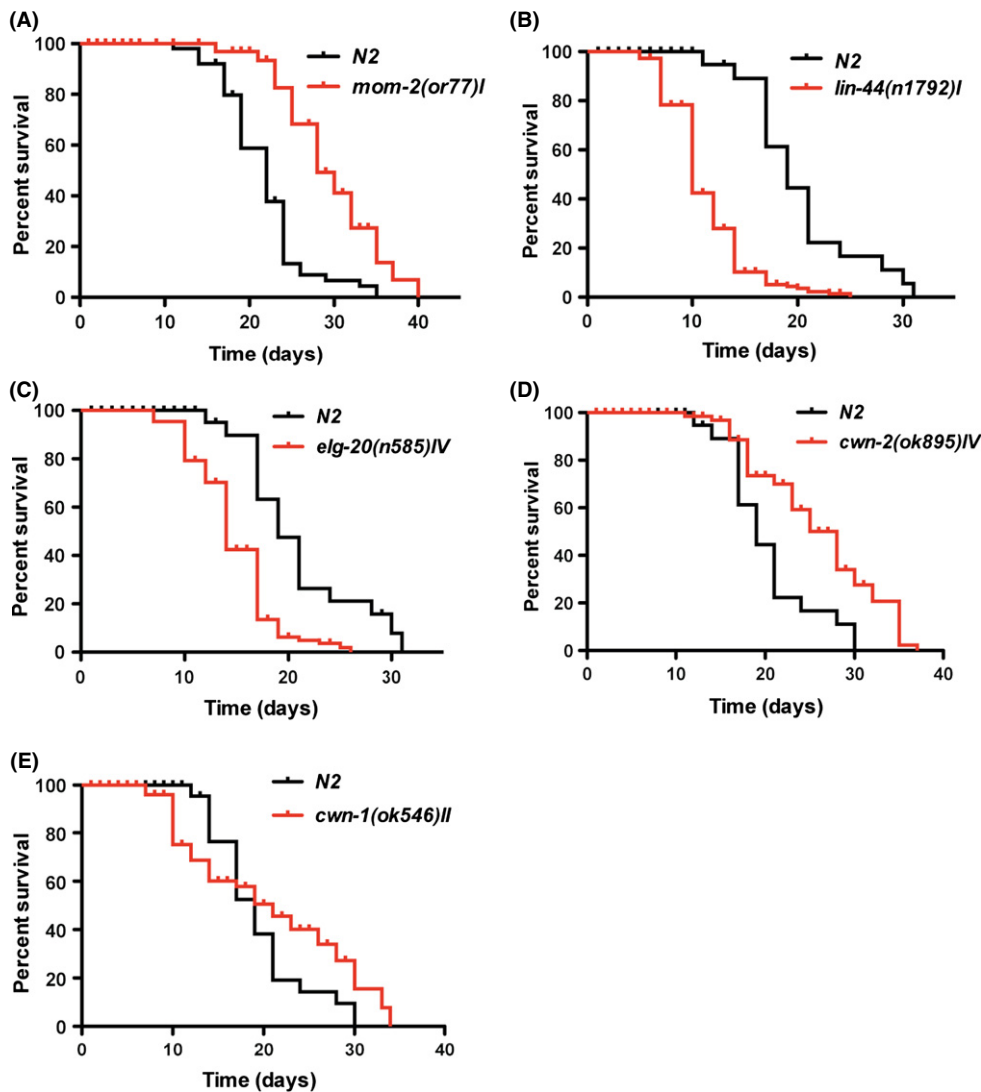 (A)
N2
mom-2(or77)I
Percent survival
100
80
60
40
20
0
0 10 20 30 40
Time (days)
(B)
N2
lin-44(n1792)I
Percent survival
100
80
60
40
20
0
0 10 20 30
Time (days)
(C)
N2
elg-20(n585)IV
Percent survival
100
80
60
40
20
0
10 20 30
Time (days)
(D)
N2
cwn-2(ok895)IV
Percent survival
100
80
60
40
20
0
0 10 20 30 40
Time (days)
(E)
N2
cwn-1(ok546)II
Percent survival
100
80
60
40
20
0
0 10 20 30 40
Time (days)